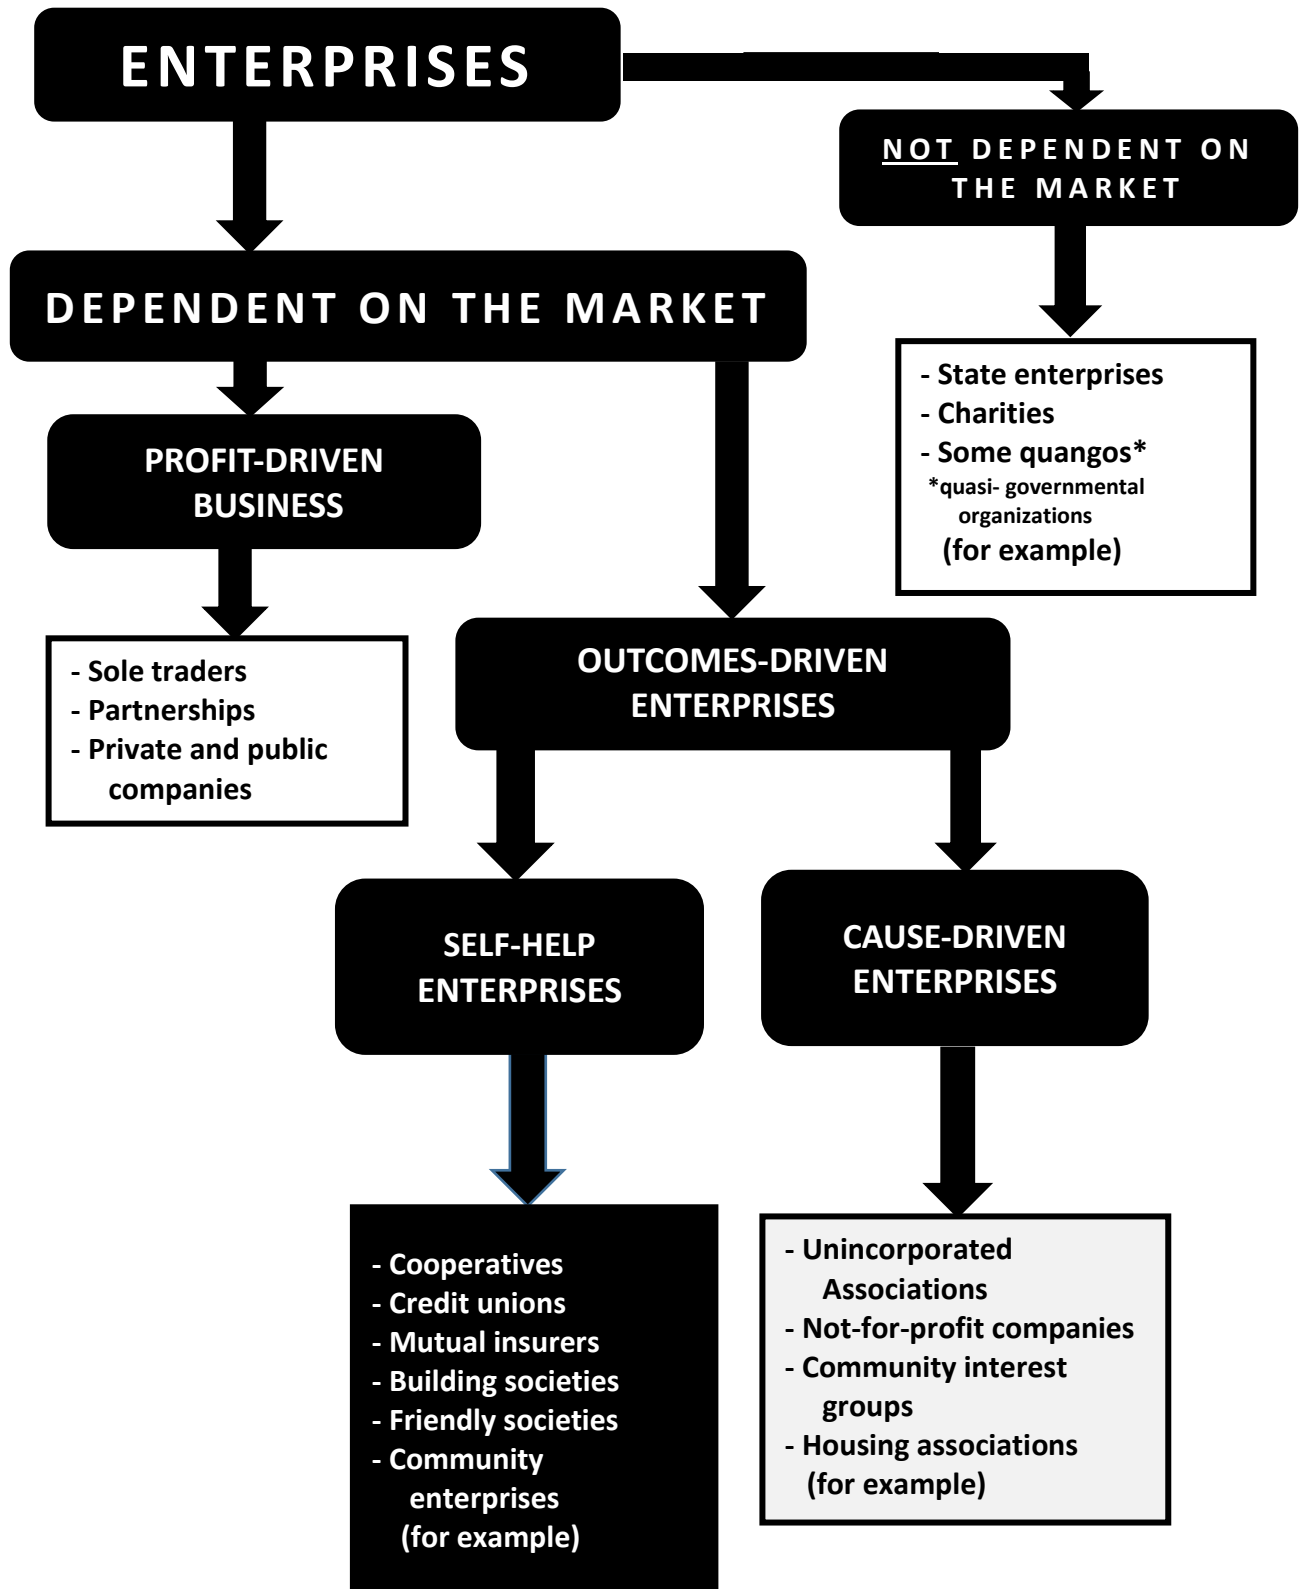 ENTERPRISES
NOT DEPENDENT ON
THE MARKET
DEPENDENT ON THE MARKET
- State enterprises
- Charities
- Some quangos*
*quasi- governmental
organizations
(for example)
PROFIT-DRIVEN
BUSINESS
- Sole traders
- Partnerships
- Private and public
companies
OUTCOMES-DRIVEN
ENTERPRISES
SELF-HELP
ENTERPRISES
CAUSE-DRIVEN
ENTERPRISES
- Cooperatives
- Credit unions
- Mutual insurers
- Building societies
- Friendly societies
- Community
enterprises
(for example)
- Unincorporated
Associations
- Not-for-profit companies
- Community interest
groups
- Housing associations
(for example)